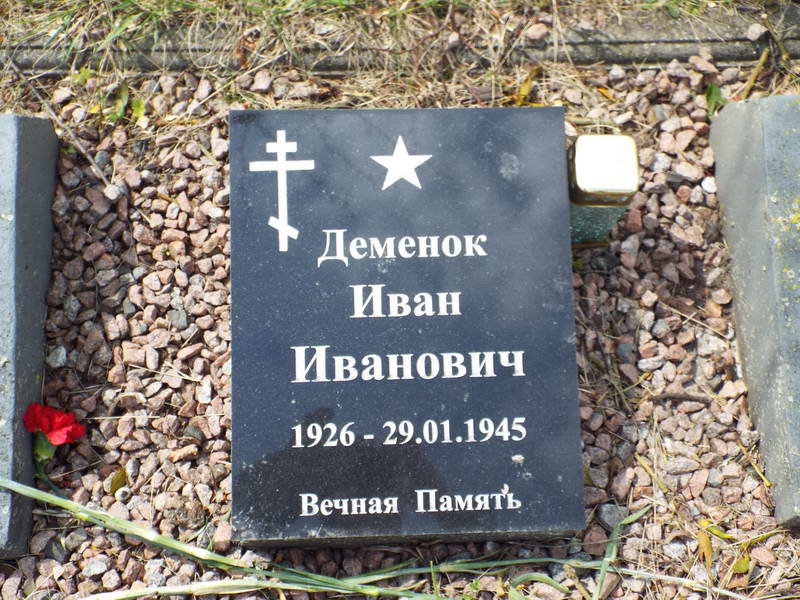 Деменок
Иван
Иванович
1926 - 29.01.1945
Вечная Память